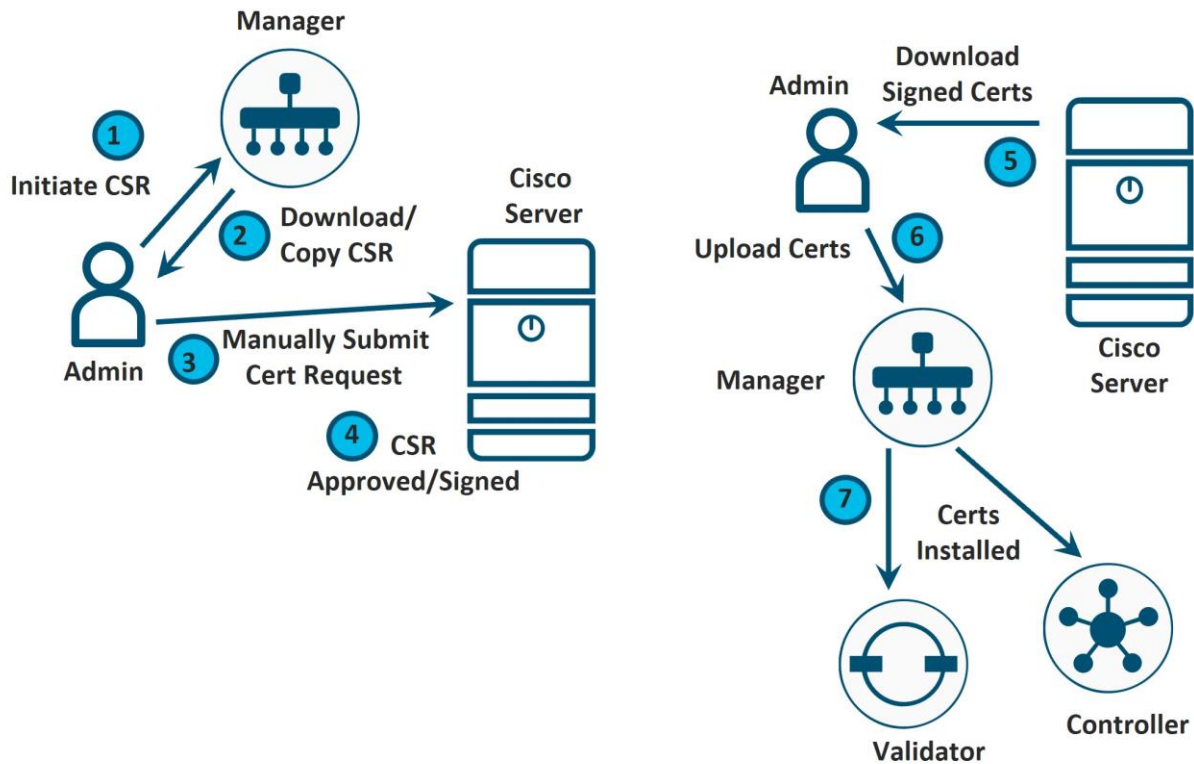 Manager
1
Initiate CSR
2
Download/
Copy CSR
Admin
3
Manually Submit
Cert Request
Cisco
Server
4
CSR
Approved/Signed
Admin
Download
Signed Certs
5
Cisco
Server
Upload Certs
6
Manager
7
Certs
Installed
Validator
Controller